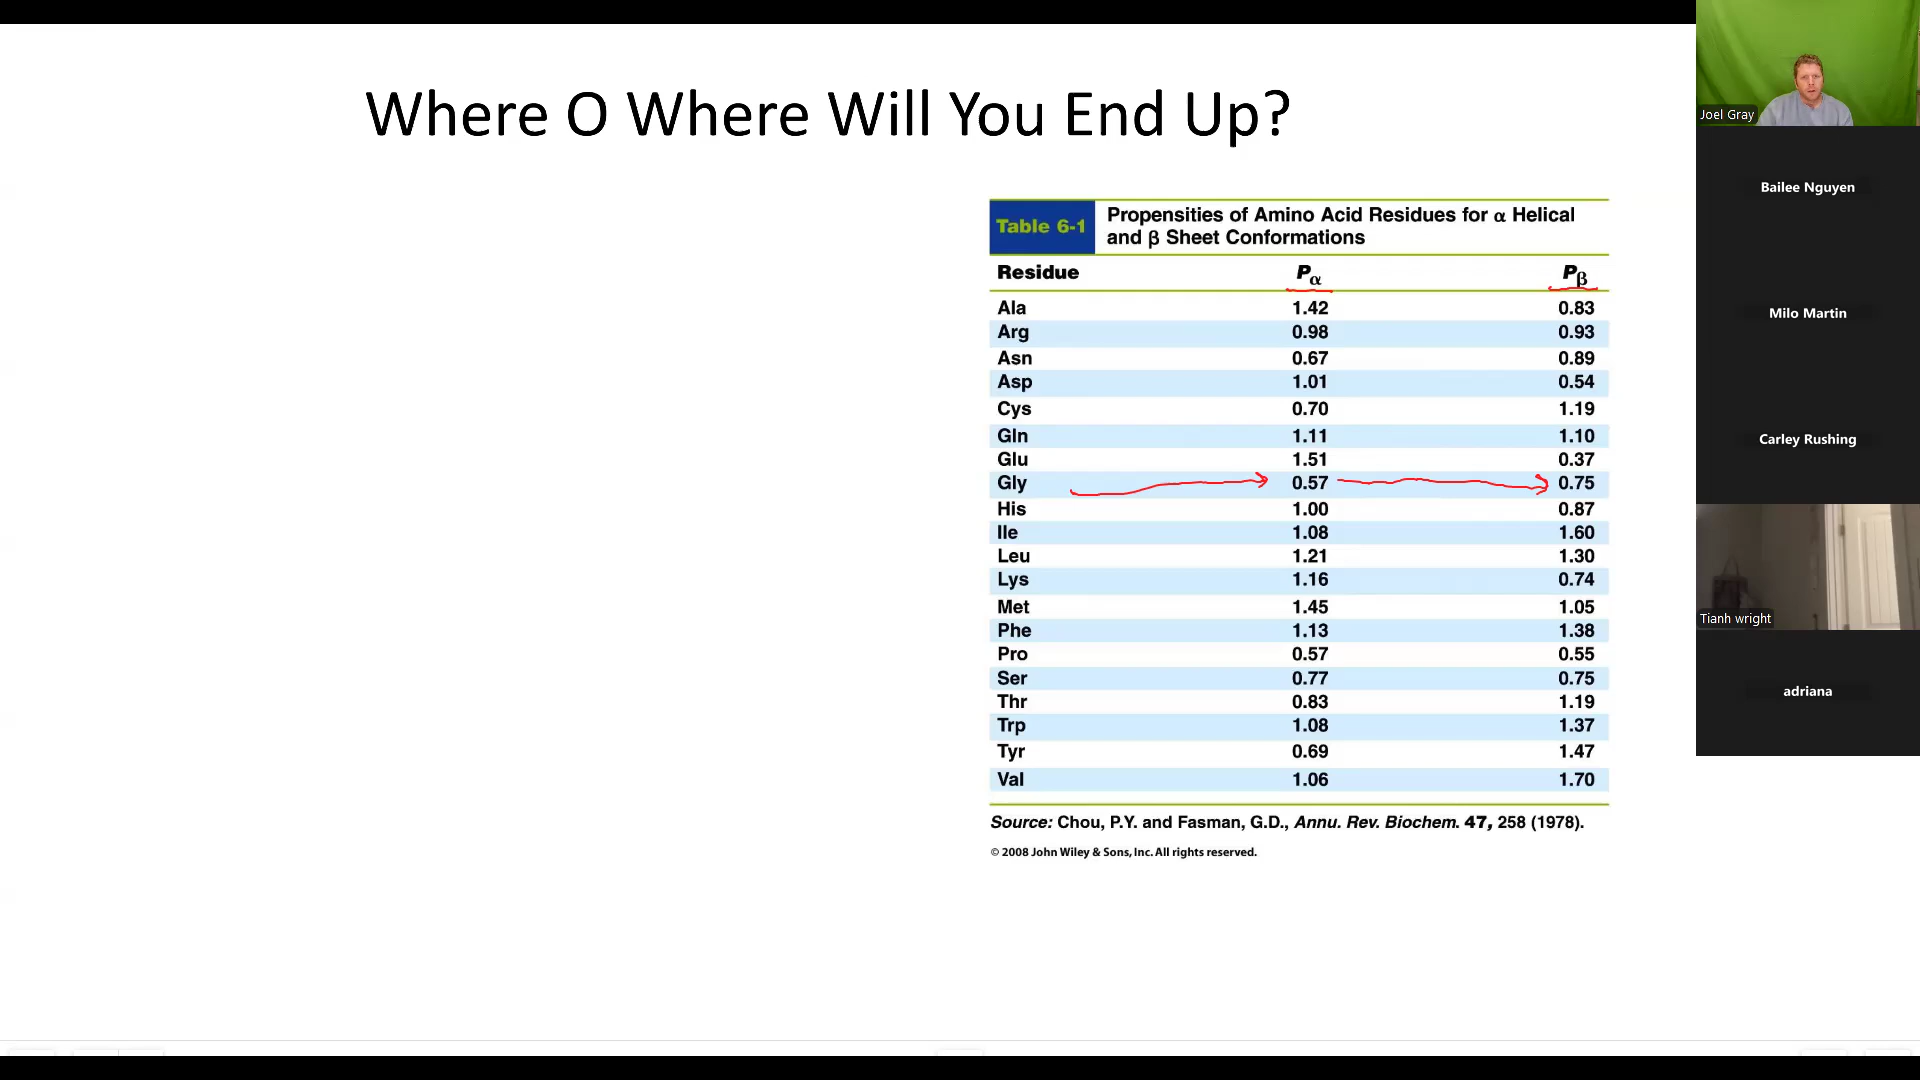 Where O Where Will You End Up?
Table 6-1
Propensities of Amino Acid Residues for α Helical
and β Sheet Conformations
Residue Pα Pβ
Ala 1.42 0.83
Arg 0.98 0.93
Asn 0.67 0.89
Asp 1.01 0.54
Cys 0.70 1.19
Gln 1.11 1.10
Glu 1.51 0.37
Gly 0.57 0.75
His 1.00 0.87
Ile 1.08 1.60
Leu 1.21 1.30
Lys 1.16 0.74
Met 1.45 1.05
Phe 1.13 1.38
Pro 0.57 0.55
Ser 0.77 0.75
Thr 0.83 1.19
Trp 1.08 1.37
Tyr 0.69 1.47
Val 1.06 1.70
Source: Chou, P.Y. and Fasman, G.D., Annu. Rev. Biochem. 47, 258 (1978).
© 2008 John Wiley & Sons, Inc. All rights reserved.
Joel Gray
Bailee Nguyen
Milo Martin
Carley Rushing
Tianh wright
adriana